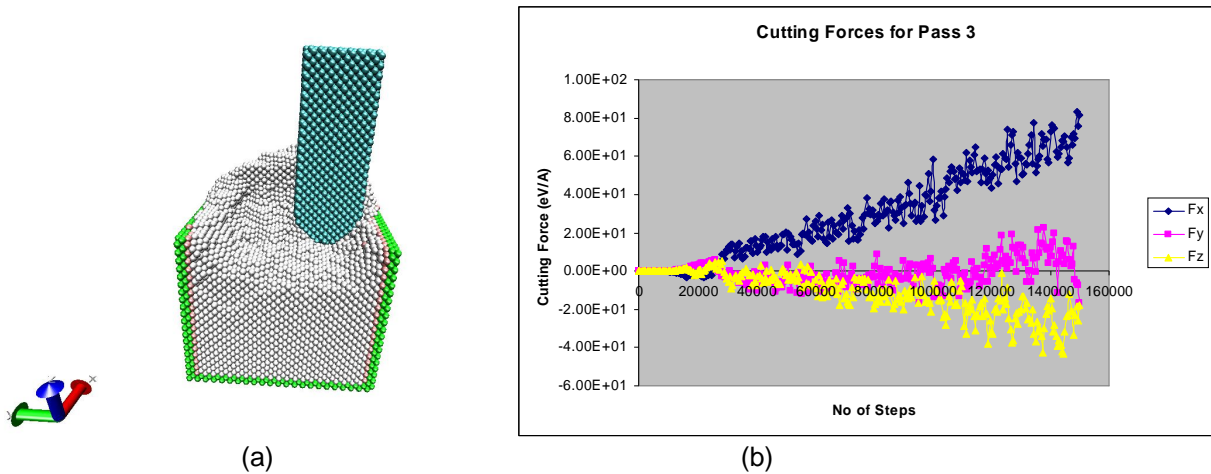 Cutting Forces for Pass 3
1.00E+02
8.00E+01
6.00E+01
4.00E+01
2.00E+01
0.00E+00
-2.00E+01
-4.00E+01
-6.00E+01
Cutting Force (eV/A)
0 20000 40000 60000 80000 100000 120000 140000 160000
No of Steps
Fx
Fy
Fz
(a) (b)